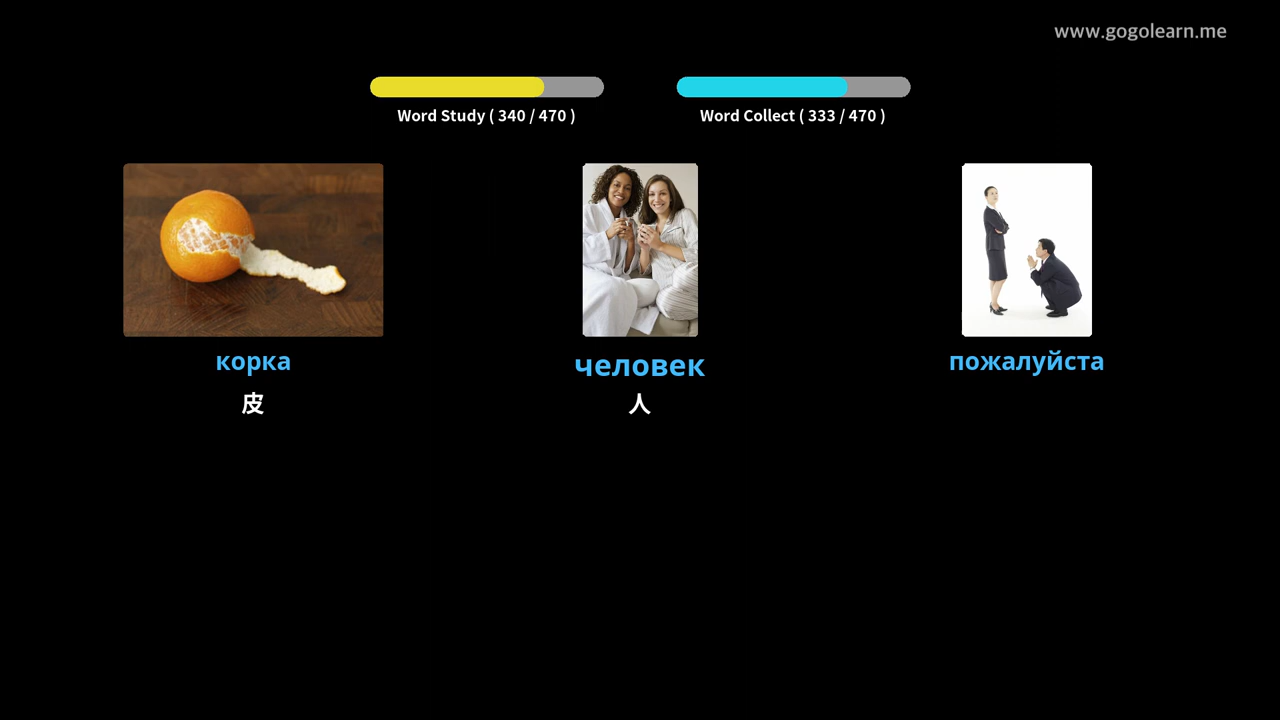 www.gogolearn.me
Word Study ( 340 / 470 )
Word Collect ( 333 / 470 )
корка
человек
пожалуйста
皮
人